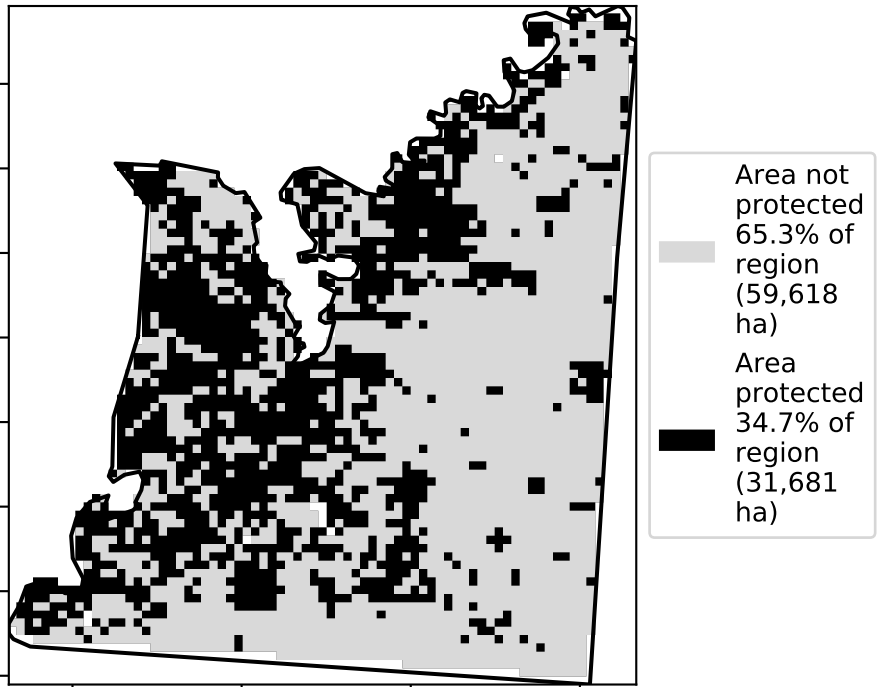 Area not
protected
65.3% of
region
(59,618
ha)
Area
protected
34.7% of
region
(31,681
ha)